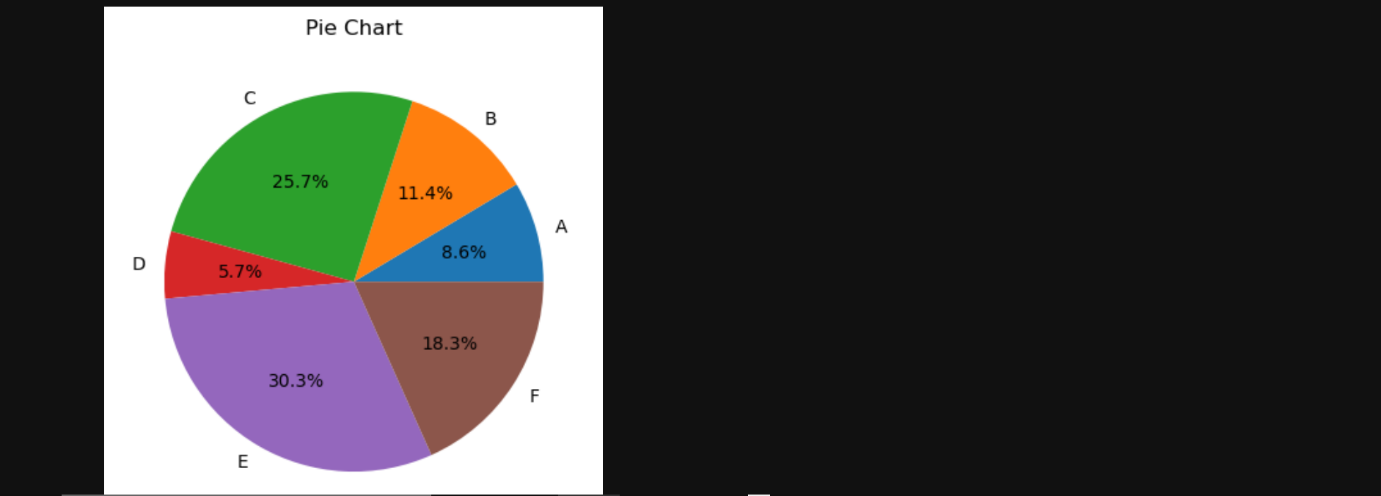 Pie Chart
C
B
25.7%
11.4%
A
8.6%
D
5.7%
18.3%
30.3%
F
E